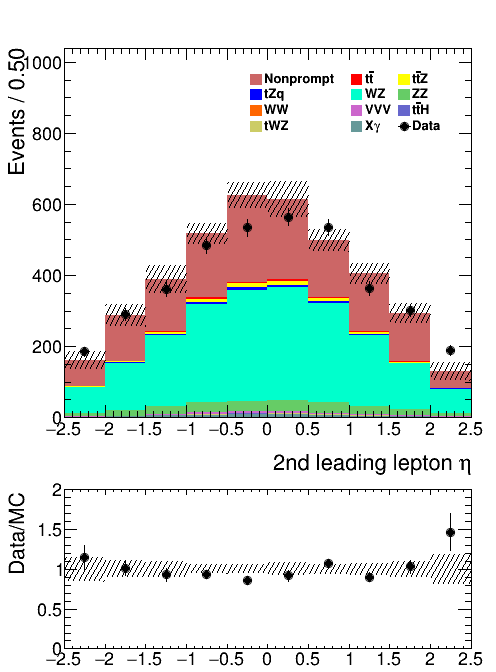 Events / 0.50
1000
800
600
400
200
0
Nonprompt tt̄ tt̄Z
tZq WZ ZZ
WW VVV tt̄H
tWZ Xγ Data
−2.5 −2 −1.5 −1 −0.5 0 0.5 1 1.5 2 2.5
2nd leading lepton η
Data/MC
2
1.5
1
0.5
0
−2.5 −2 −1.5 −1 −0.5 0 0.5 1 1.5 2 2.5